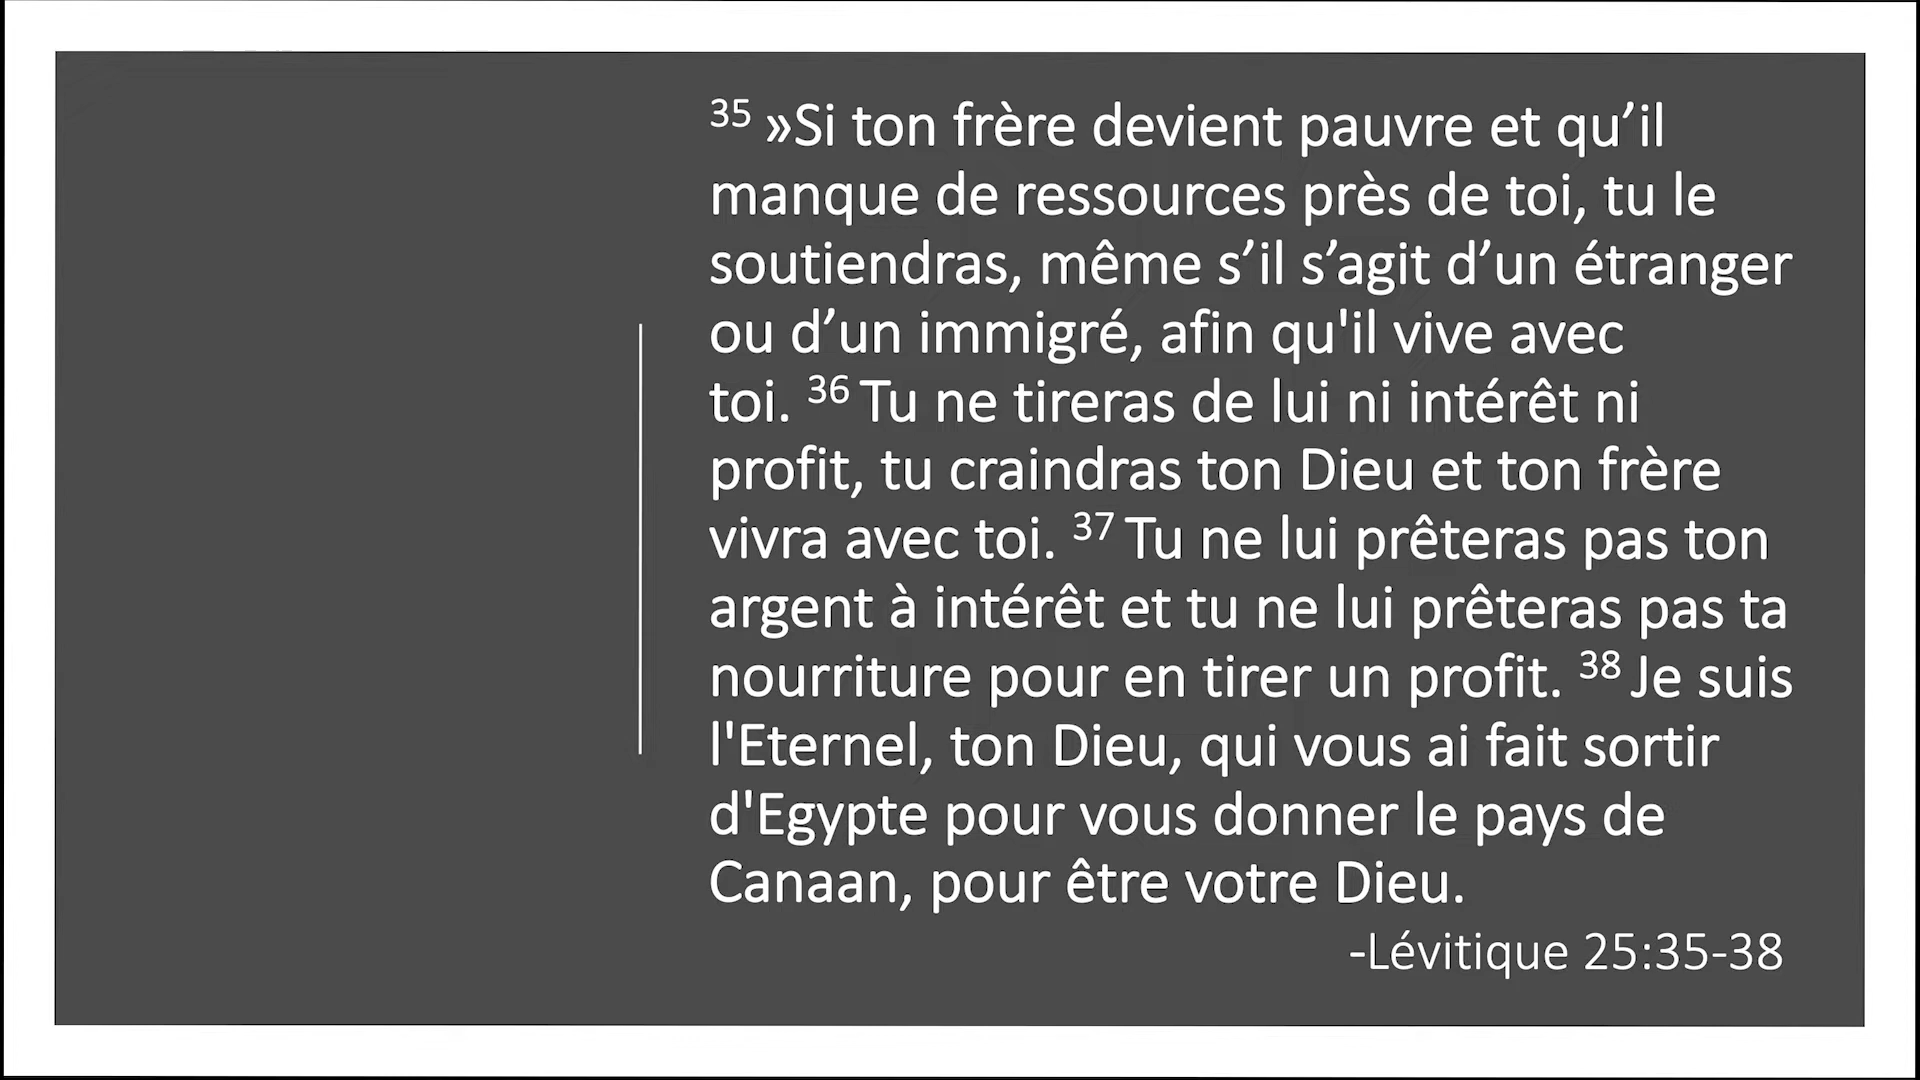 35 »Si ton frère devient pauvre et qu’il
manque de ressources près de toi, tu le
soutiendras, même s’il s’agit d’un étranger
ou d’un immigré, afin qu'il vive avec
toi. 36 Tu ne tireras de lui ni intérêt ni
profit, tu craindras ton Dieu et ton frère
vivra avec toi. 37 Tu ne lui prêteras pas ton
argent à intérêt et tu ne lui prêteras pas ta
nourriture pour en tirer un profit. 38 Je suis
l'Eternel, ton Dieu, qui vous ai fait sortir
d'Egypte pour vous donner le pays de
Canaan, pour être votre Dieu.
-Lévitique 25:35-38